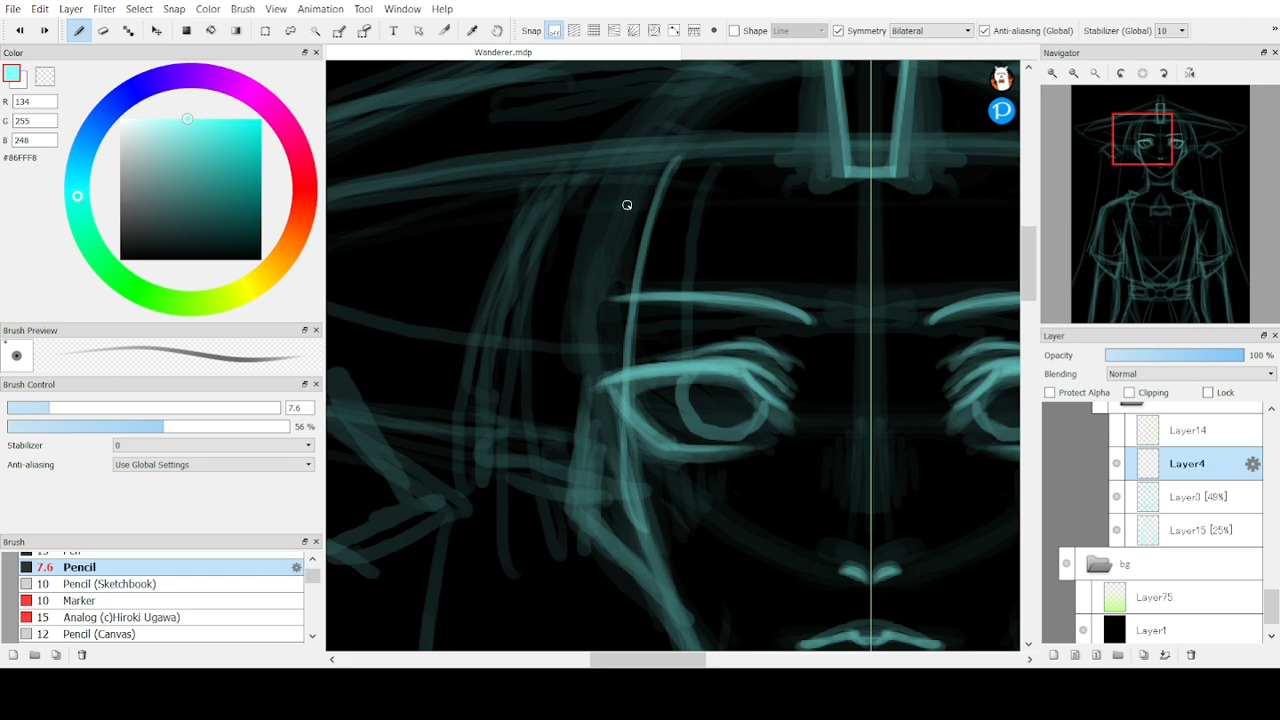 File Edit Layer Filter Select Snap Color Brush View Animation Tool Window Help
Snap Shape Line Symmetry Bilateral Anti-aliasing (Global) Stabilizer (Global) 10
Color
Wanderer.mdp
Navigator
R 134
G 255
B 248
#86FFF8
Brush Preview
Brush Control
7.6
56 %
Stabilizer 0
Anti-aliasing Use Global Settings
Brush
7.6 Pencil
10 Pencil (Sketchbook)
10 Marker
15 Analog (c)Hiroki Ugawa)
12 Pencil (Canvas)
Layer
Opacity 100 %
Blending Normal
Protect Alpha Clipping Lock
Layer14
Layer4
Layer3 [49%]
Layer15 [25%]
bg
Layer75
Layer1